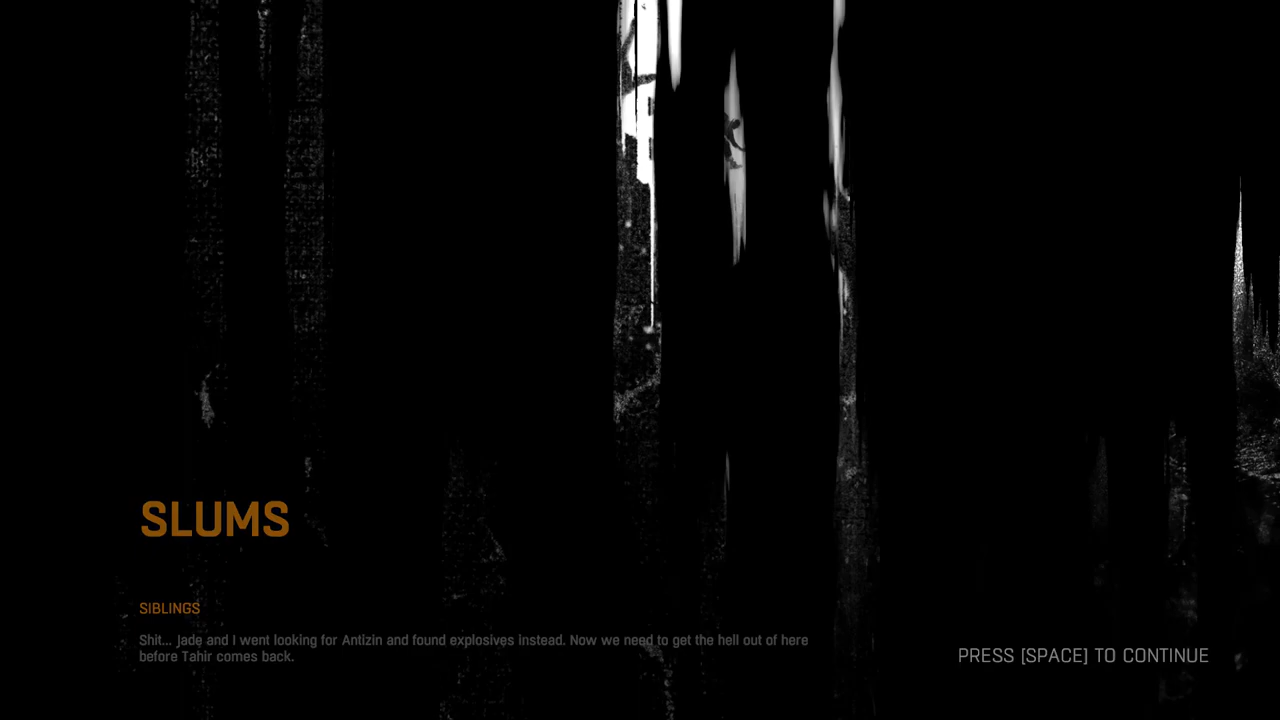 SLUMS
SIBLINGS
Shit... Jade and I went looking for Antizin and found explosives instead. Now we need to get the hell out of here
before Tahir comes back.
PRESS [SPACE] TO CONTINUE